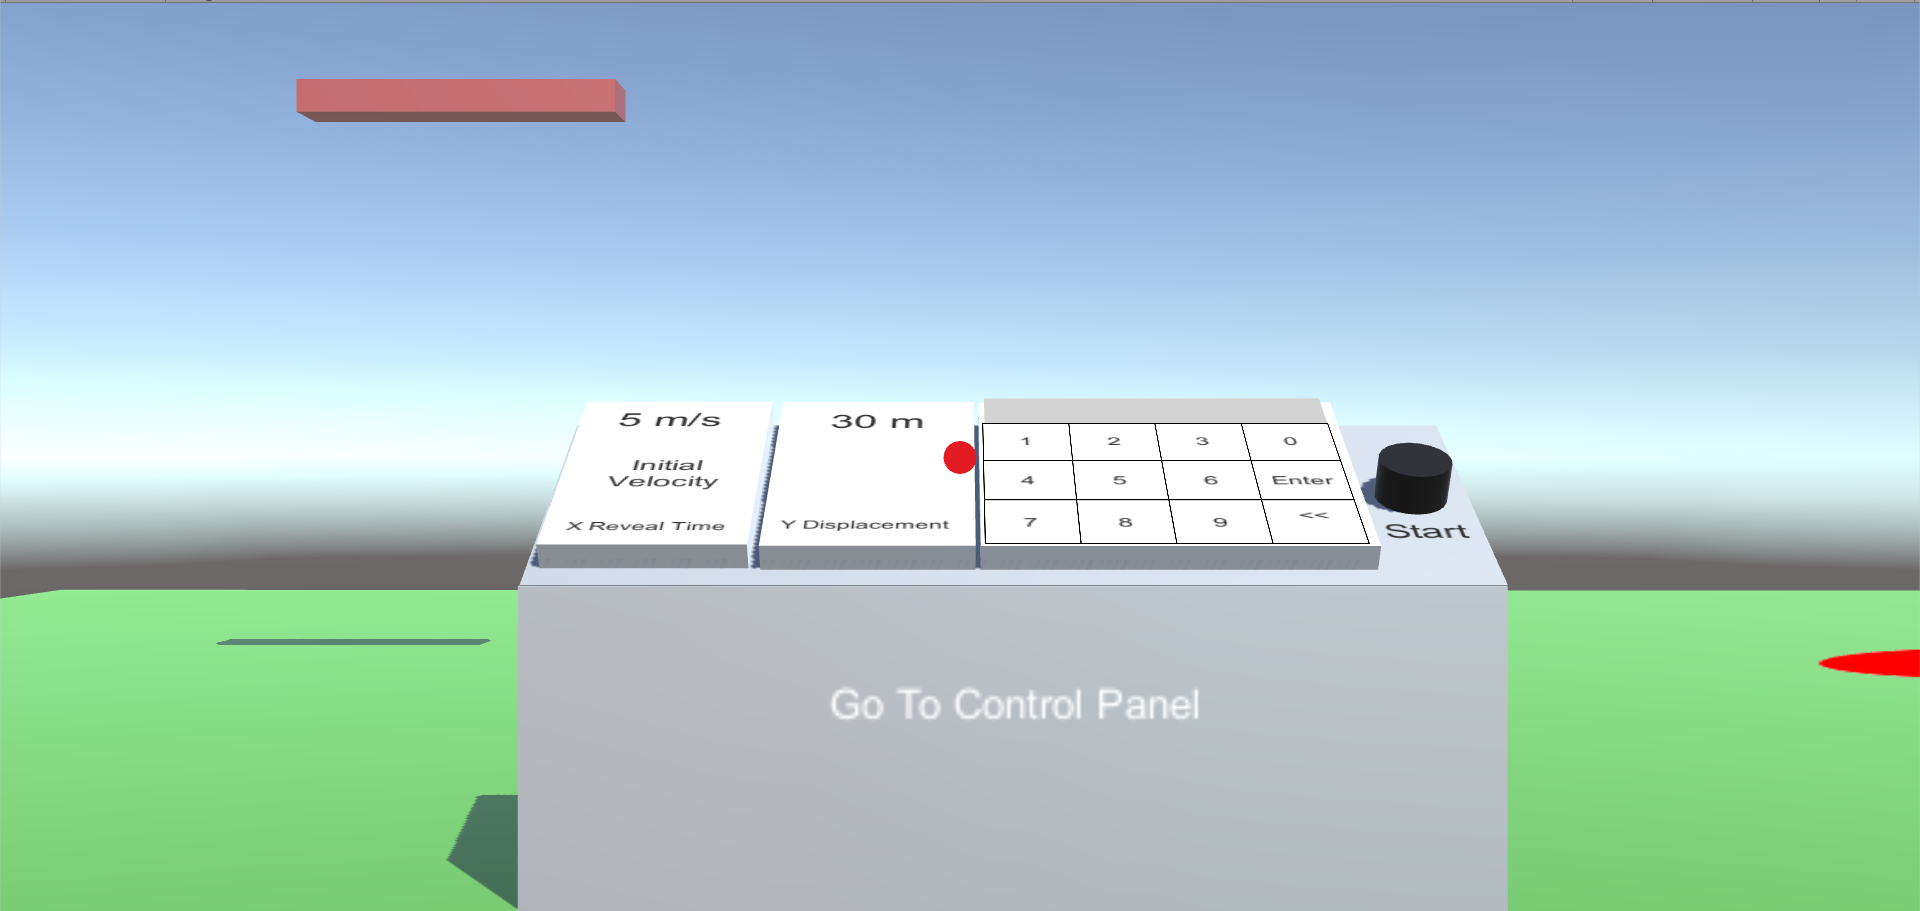 5 m/s
Initial
Velocity
X Reveal Time
30 m
Y Displacement
1 2 3 0
4 5 6 Enter
7 8 9 <<
Start
Go To Control Panel